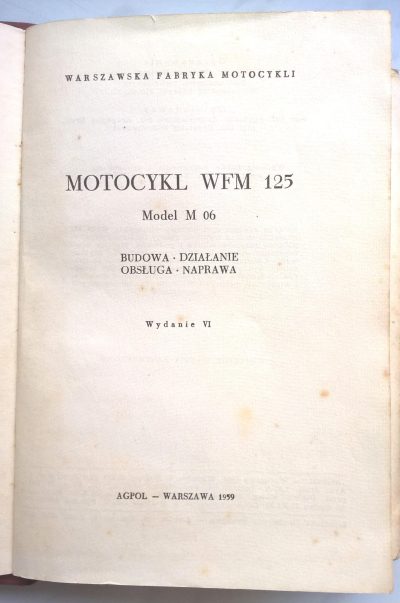 WARSZAWSKA FABRYKA MOTOCYKLI
MOTOCYKL WFM 125
Model M 06
BUDOWA · DZIAŁANIE
OBSŁUGA · NAPRAWA
Wydanie VI
AGPOL — WARSZAWA 1959